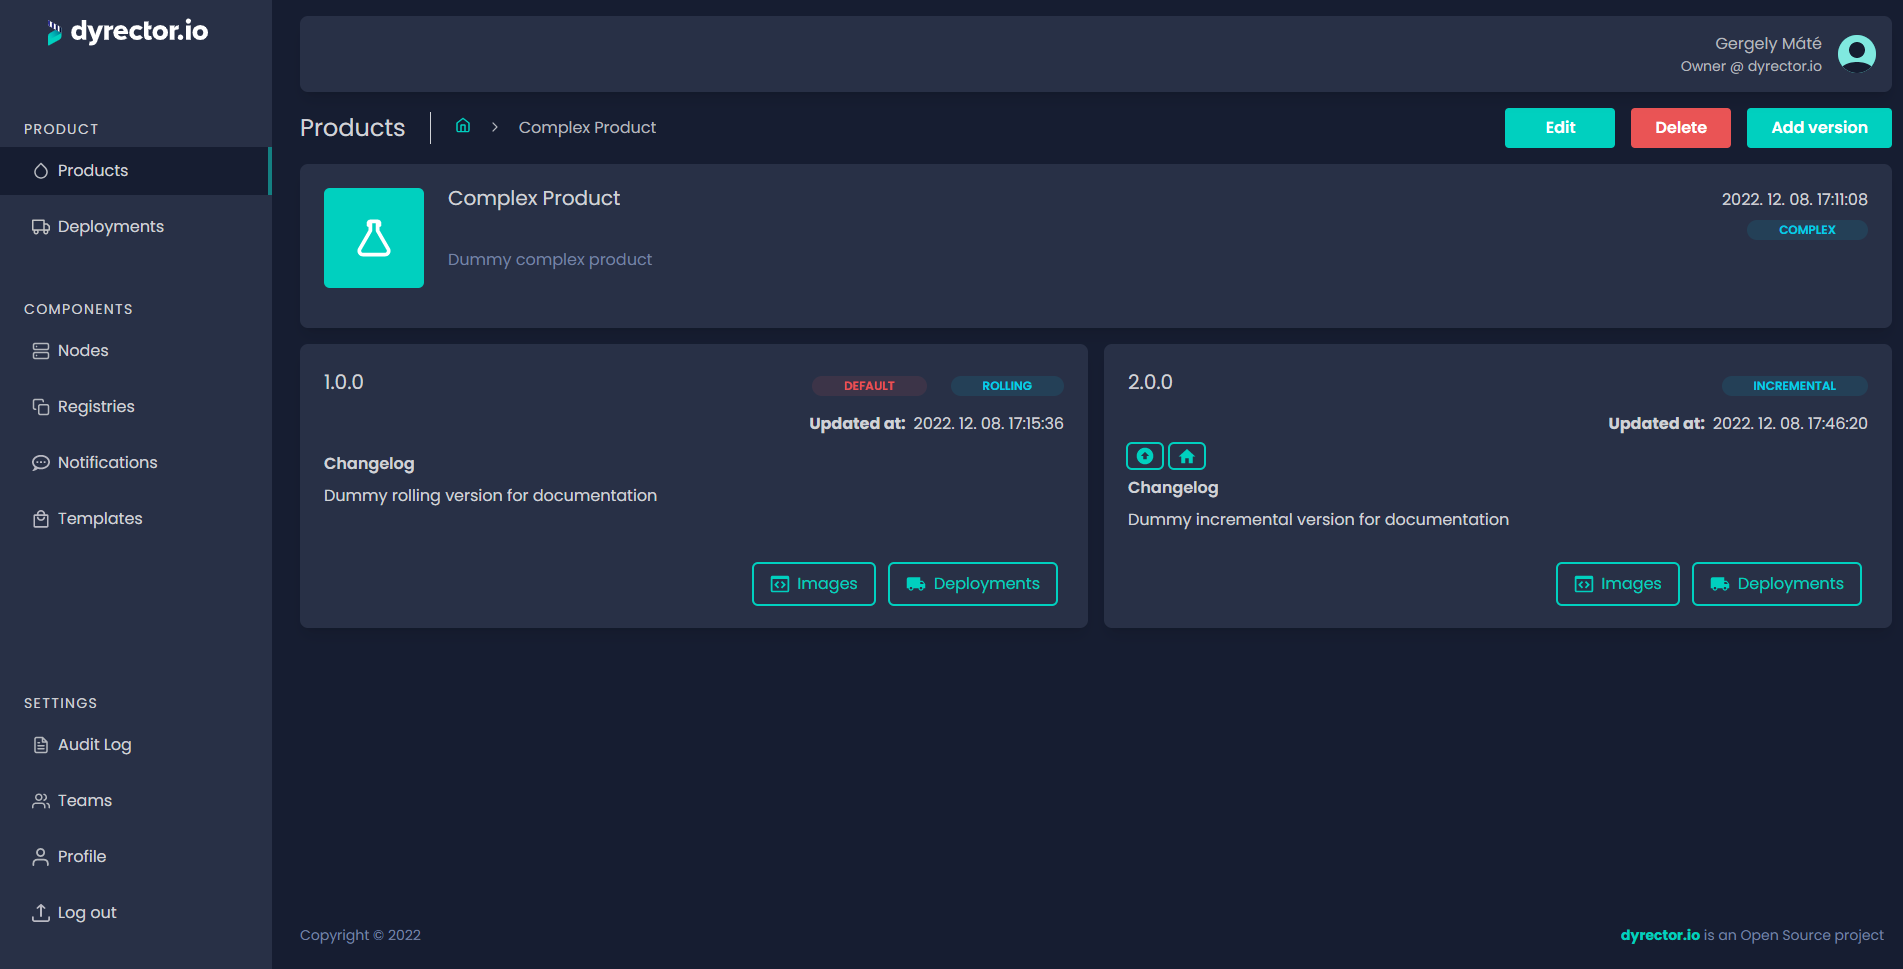 dyrector.io
PRODUCT
Products
Deployments
COMPONENTS
Nodes
Registries
Notifications
Templates
SETTINGS
Audit Log
Teams
Profile
Log out
Gergely Máté
Owner @ dyrector.io
Products
Complex Product
Edit
Delete
Add version
Complex Product
2022. 12. 08. 17:11:08
COMPLEX
Dummy complex product
1.0.0
DEFAULT
ROLLING
Updated at: 2022. 12. 08. 17:15:36
Changelog
Dummy rolling version for documentation
Images
Deployments
2.0.0
INCREMENTAL
Updated at: 2022. 12. 08. 17:46:20
Changelog
Dummy incremental version for documentation
Images
Deployments
Copyright © 2022
dyrector.io is an Open Source project